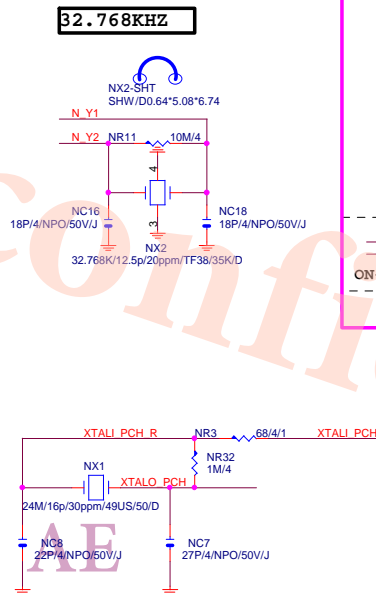 32.768KHZ
NX2-SHT
SHW/D0.64*5.08*6.74
N_Y1
N_Y2 NR11 10M/4
4
NC16 NC18
18P/4/NPO/50V/J 18P/4/NPO/50V/J
3
NX2
32.768K/12.5p/20ppm/TF38/35K/D
ON
confi
XTALI_PCH_R NR3 68/4/1 XTALI_PCH
NR32
1M/4
NX1
XTALO_PCH
24M/16p/30ppm/49US/50/D
AE
NC8 NC7
22P/4/NPO/50V/J 27P/4/NPO/50V/J